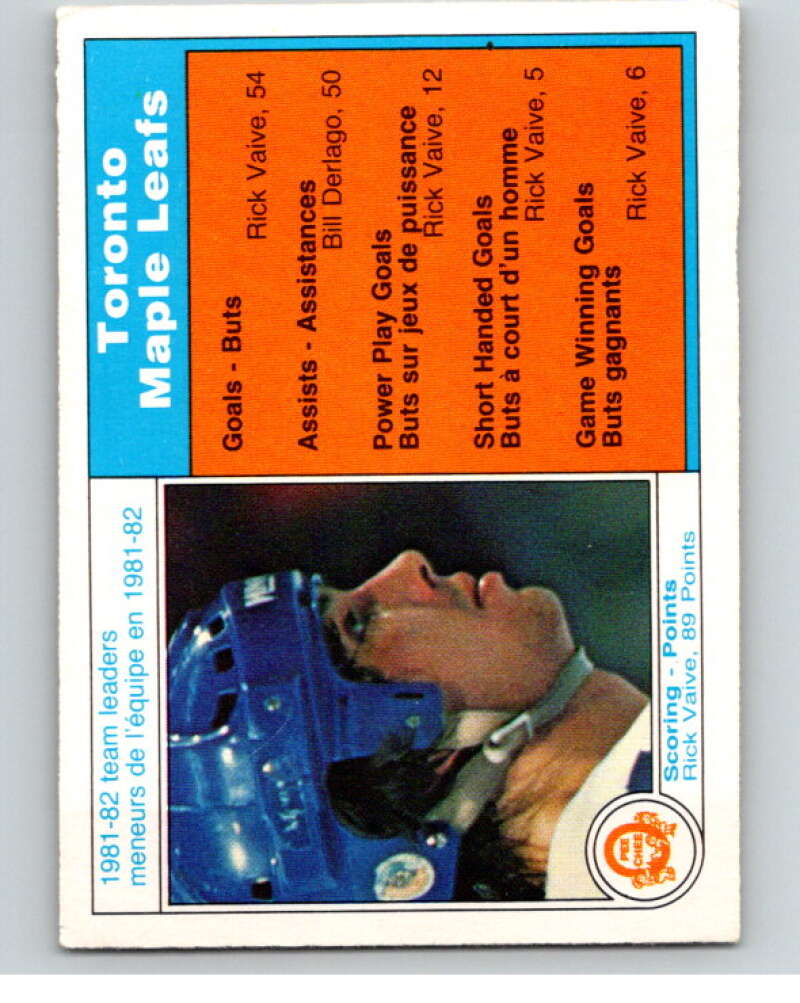 1981-82 team leaders
meneurs de l'équipe en 1981-82
Scoring - Points
Rick Vaive, 89 Points
O PEE CHEE
Toronto
Maple Leafs
Goals - Buts
Rick Vaive, 54
Assists - Assistances
Bill Derlago, 50
Power Play Goals
Buts sur jeux de puissance
Rick Vaive, 12
Short Handed Goals
Buts à court d'un homme
Rick Vaive, 5
Game Winning Goals
Buts gagnants
Rick Vaive, 6